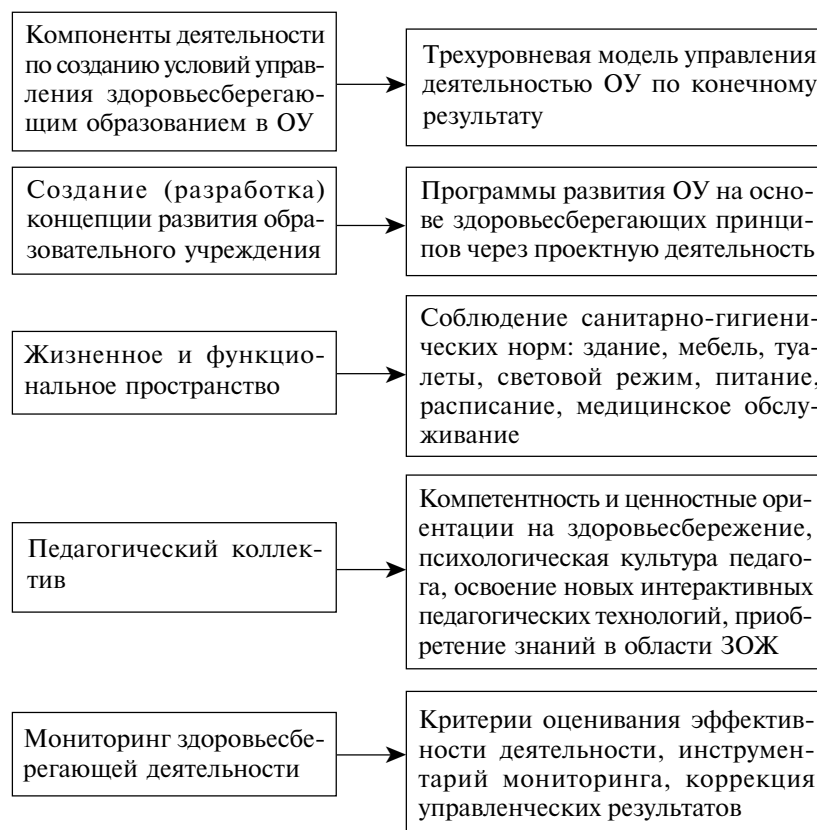 Компоненты деятельности
по созданию условий управ-
ления здоровьесберегаю-
щим образованием в ОУ
Трехуровневая модель управления
деятельностью ОУ по конечному
результату
Создание (разработка)
концепции развития обра-
зовательного учреждения
Программы развития ОУ на осно-
ве здоровьесберегающих принци-
пов через проектную деятельность
Жизненное и функцио-
нальное пространство
Соблюдение санитарно-гигиени-
ческих норм: здание, мебель, туа-
леты, световой режим, питание,
расписание, медицинское обслу-
живание
Педагогический коллек-
тив
Компетентность и ценностные ори-
ентации на здоровьесбережение,
психологическая культура педаго-
га, освоение новых интерактивных
педагогических технологий, приоб-
ретение знаний в области ЗОЖ
Мониторинг здоровьесбе-
регающей деятельности
Критерии оценивания эффектив-
ности деятельности, инструмен-
тарий мониторинга, коррекция
управленческих результатов